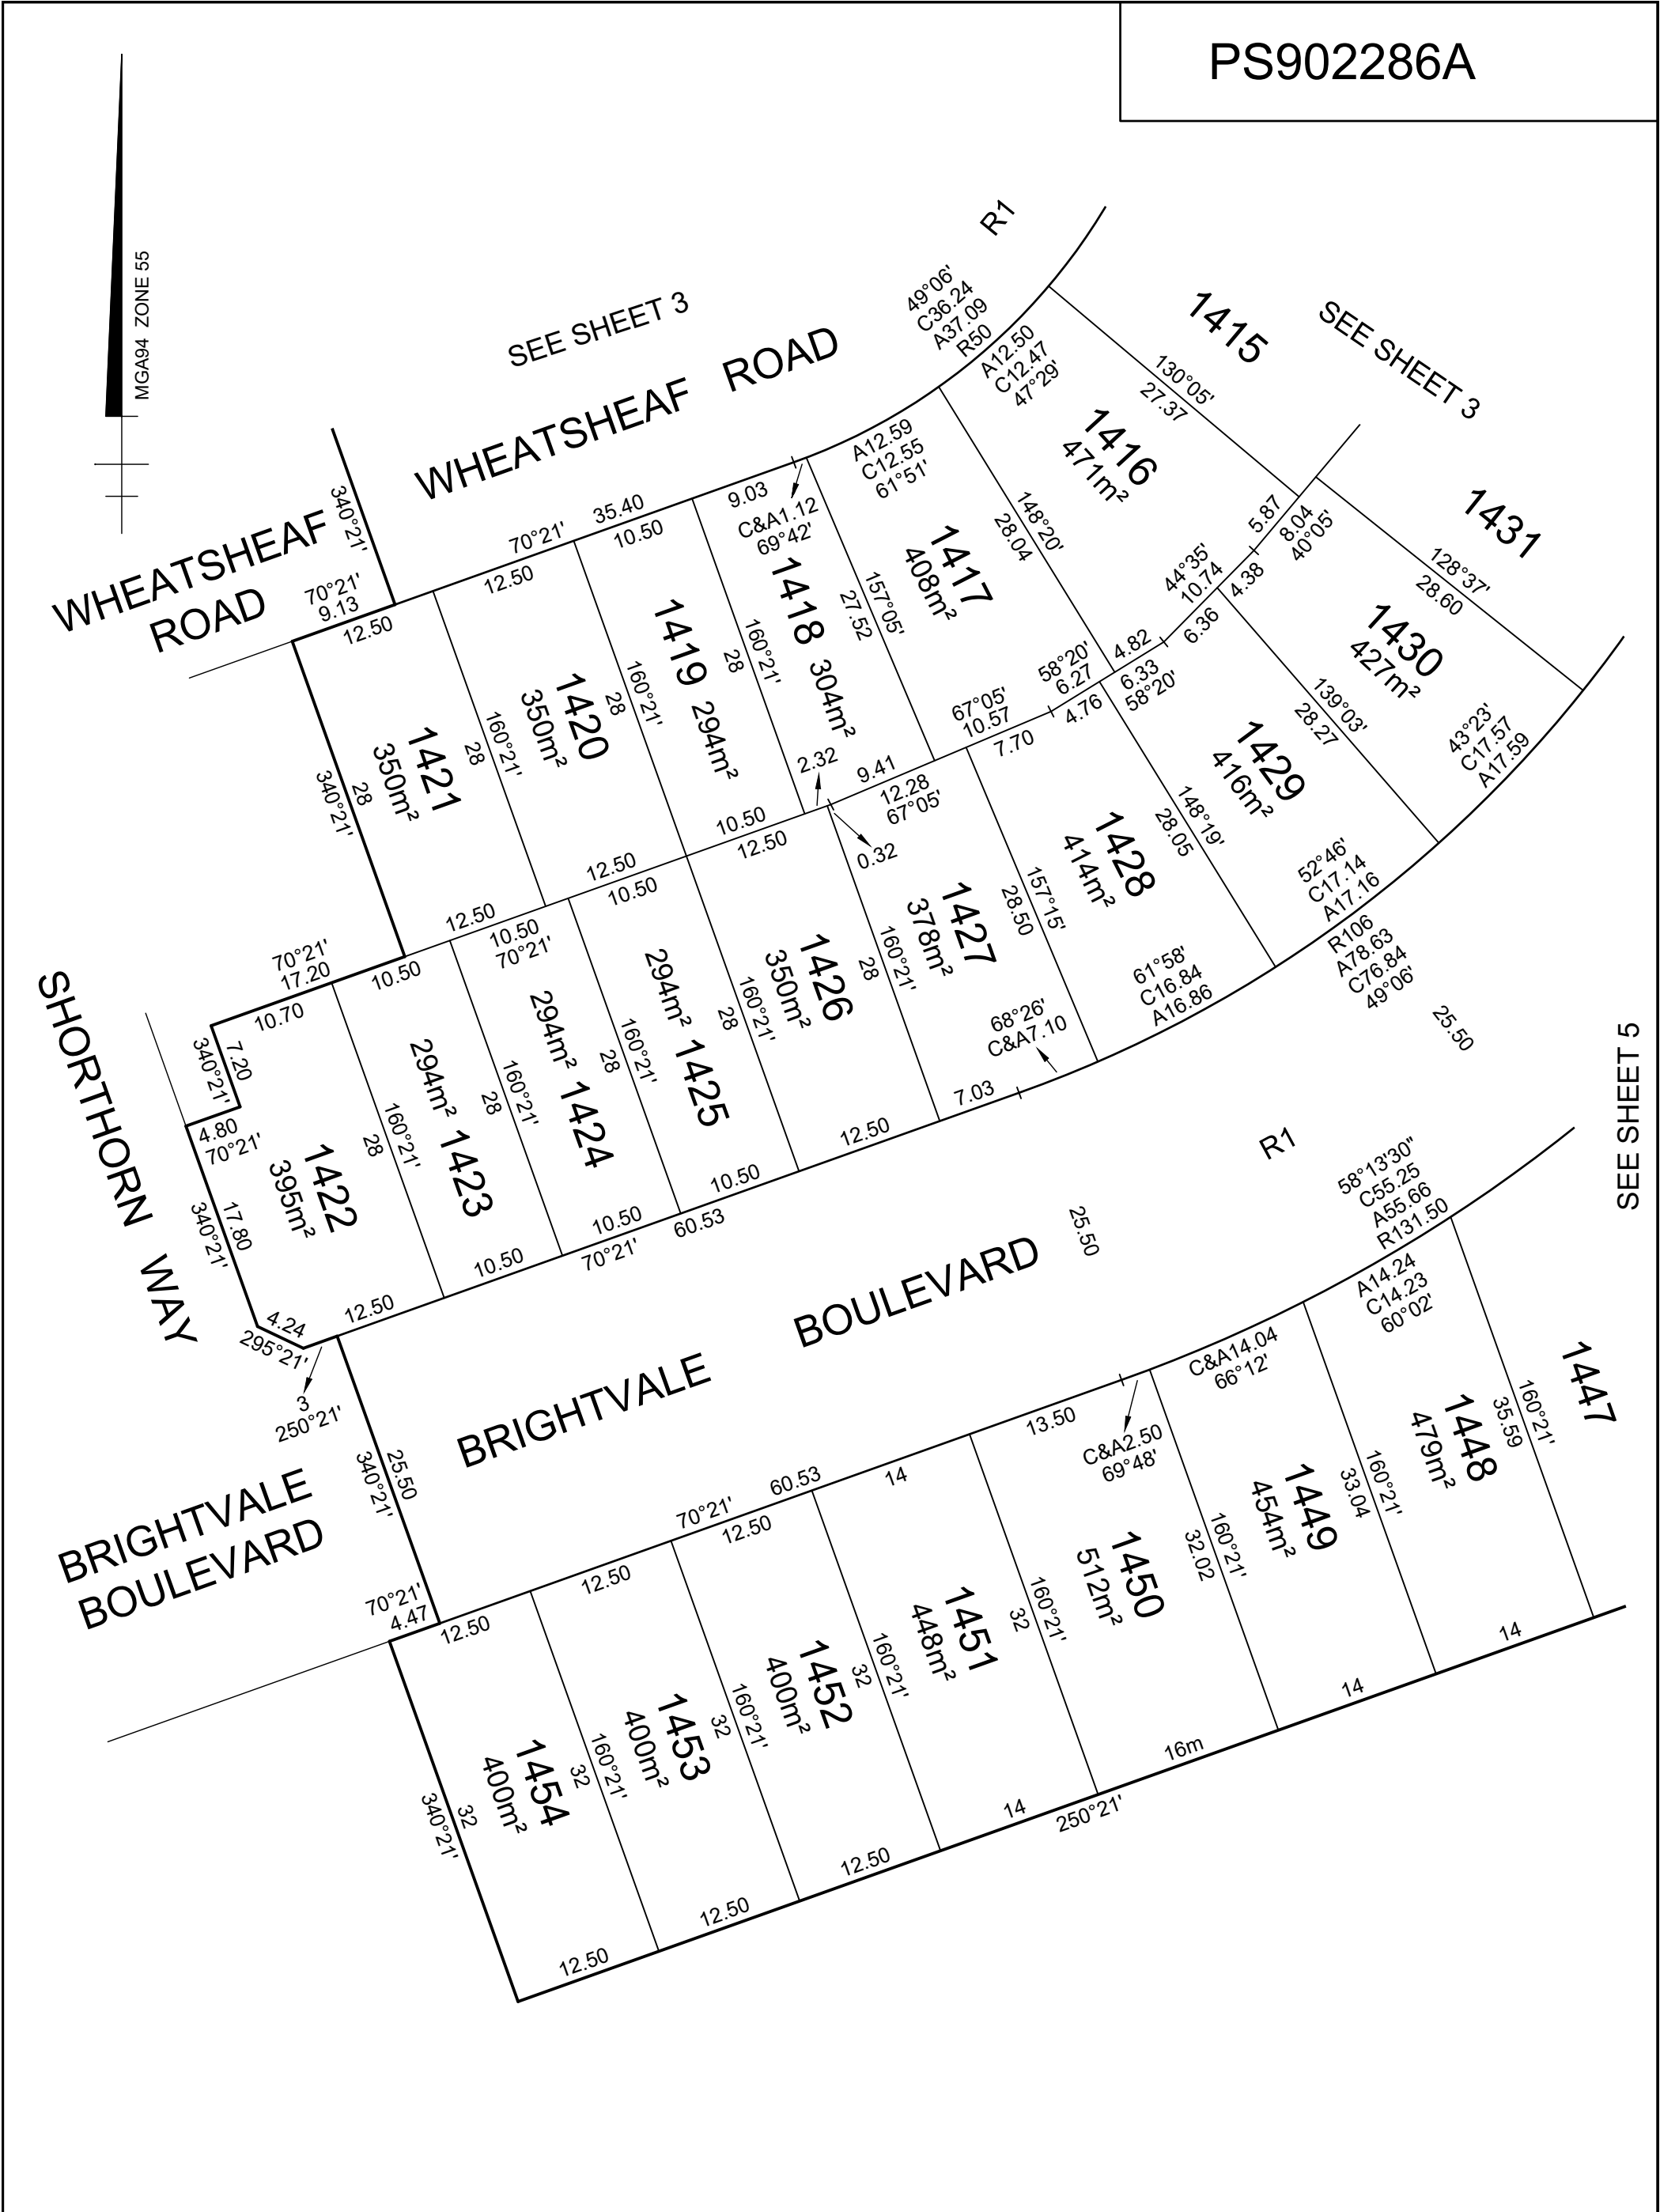 PS902286A
MGA94 ZONE 55
SEE SHEET 3
WHEATSHEAF ROAD
R1
49°06'
C36.24
A37.09
R50
A12.50
C12.47
47°29'
1415
SEE SHEET 3
130°05'
27.37
1416
471m²
WHEATSHEAF
ROAD
340°21'
70°21'
9.13
12.50
70°21'
35.40
12.50
10.50
9.03
C&A1.12
69°42'
A12.59
C12.55
61°51'
148°20'
28.04
5.87
8.04
40°05'
1431
128°37'
28.60
1417
408m²
157°05'
27.52
1418
304m²
160°21'
28
1419
294m²
160°21'
28
1420
350m²
160°21'
28
1421
350m²
28
340°21'
44°35'
10.74
4.38
6.36
1430
427m²
139°03'
28.27
43°23'
C17.57
A17.59
58°20'
6.27
4.82
6.33
58°20'
4.76
67°05'
10.57
7.70
9.41
12.28
67°05'
2.32
0.32
10.50
12.50
12.50
10.50
12.50
10.50
70°21'
70°21'
17.20
10.50
10.70
1429
416m²
148°19'
28.05
52°46'
C17.14
A17.16
R106
A78.63
C76.84
49°06'
25.50
1428
414m²
157°15'
28.50
61°58'
C16.84
A16.86
1427
378m²
160°21'
28
68°26'
C&A7.10
7.03
1426
350m²
160°21'
28
12.50
1425
294m²
160°21'
28
10.50
1424
294m²
160°21'
28
10.50
1423
294m²
160°21'
28
10.50
1422
395m²
7.20
340°21'
4.80
70°21'
17.80
340°21'
SHORTHORN WAY
4.24
295°21'
12.50
3
250°21'
70°21'
60.53
SEE SHEET 5
R1
25.50
BRIGHTVALE BOULEVARD
58°13'30"
C55.25
A55.66
R131.50
A14.24
C14.23
60°02'
C&A14.04
66°12'
C&A2.50
69°48'
13.50
25.50
340°21'
BRIGHTVALE
BOULEVARD
70°21'
4.47
12.50
12.50
70°21'
60.53
12.50
14
1447
160°21'
35.59
1448
479m²
160°21'
33.04
1449
454m²
160°21'
32.02
1450
512m²
160°21'
32
1451
448m²
160°21'
32
1452
400m²
160°21'
32
1453
400m²
160°21'
32
1454
400m²
32
340°21'
14
14
16m
250°21'
14
12.50
12.50
12.50